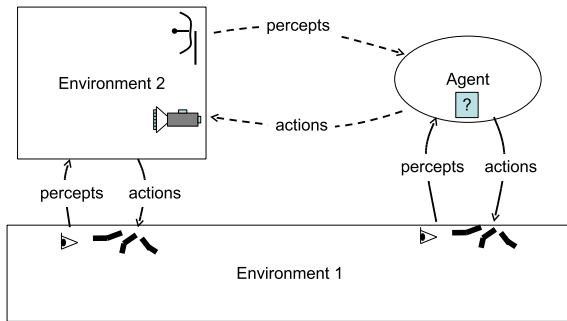 percepts
Environment 2
Agent
?
actions
percepts
actions
percepts
actions
Environment 1